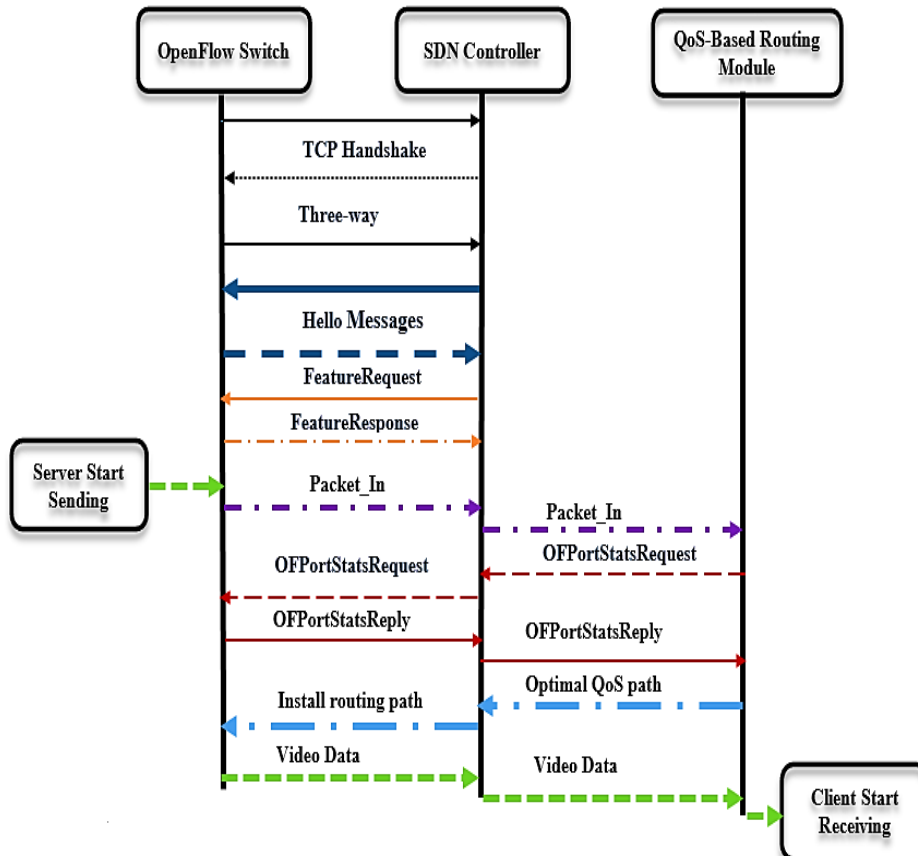 OpenFlow Switch
SDN Controller
QoS-Based Routing
Module
TCP Handshake
Three-way
Hello Messages
FeatureRequest
FeatureResponse
Server Start
Sending
Packet_In
Packet_In
OFPortStatsRequest
OFPortStatsRequest
OFPortStatsReply
OFPortStatsReply
Optimal QoS path
Install routing path
Video Data
Video Data
Client Start
Receiving